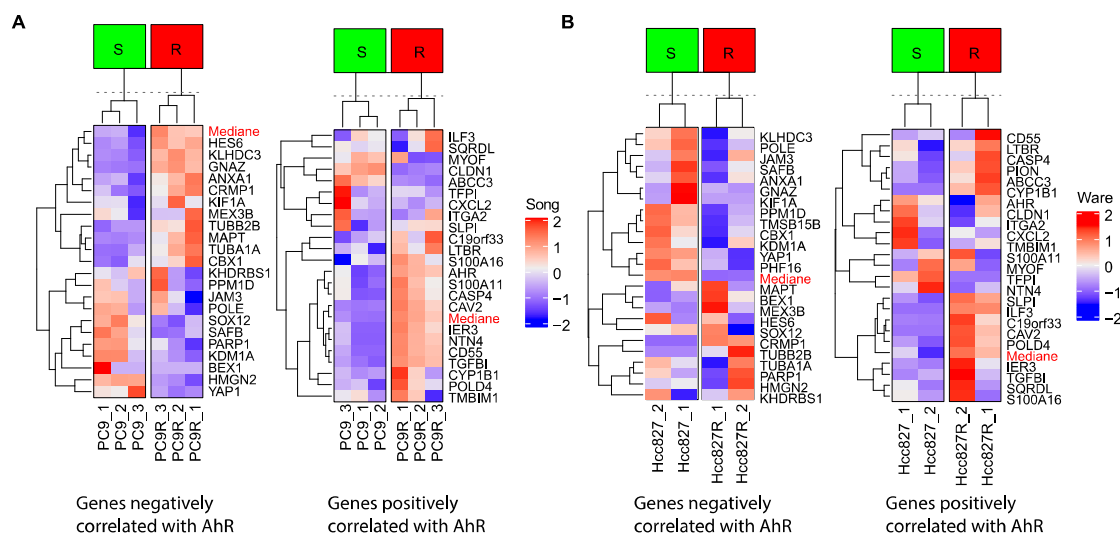 A
S
R
Mediane
HES6
KLHDC3
GNAZ
ANXA1
CRMP1
KIF1A
MEX3B
TUBB2B
MAPT
TUBA1A
CBX1
KHDRBS1
PPM1D
JAM3
POLE
SOX12
SAFB
PARP1
KDM1A
BEX1
HMGN2
YAP1
PC9_1
PC9_2
PC9_3
PC9R_3
PC9R_2
PC9R_1
Genes negatively
correlated with AhR
S
R
ILF3
SQRDL
MYOF
CLDN1
ABCC3
TFPI
CXCL2
ITGA2
SLPI
C19orf33
LTBR
S100A16
AHR
S100A11
CASP4
CAV2
Mediane
IER3
NTN4
CD55
TGFBI
CYP1B1
POLD4
TMBIM1
PC9_3
PC9_1
PC9_2
PC9R_1
PC9R_2
PC9R_3
Genes positively
correlated with AhR
Song
2
1
0
−1
−2
B
S
R
KLHDC3
POLE
JAM3
SAFB
ANXA1
GNAZ
KIF1A
PPM1D
TMSB15B
CBX1
KDM1A
YAP1
PHF16
Mediane
MAPT
BEX1
MEX3B
HES6
SOX12
CRMP1
TUBB2B
TUBA1A
PARP1
HMGN2
KHDRBS1
Hcc827_2
Hcc827_1
Hcc827R_1
Hcc827R_2
Genes negatively
correlated with AhR
S
R
CD55
LTBR
CASP4
PION
ABCC3
CYP1B1
AHR
CLDN1
ITGA2
CXCL2
TMBIM1
S100A11
MYOF
TFPI
NTN4
SLPI
ILF3
C19orf33
CAV2
POLD4
Mediane
IER3
TGFBI
SQRDL
S100A16
Hcc827_1
Hcc827_2
Hcc827R_2
Hcc827R_1
Genes positively
correlated with AhR
Ware
2
1
0
−1
−2